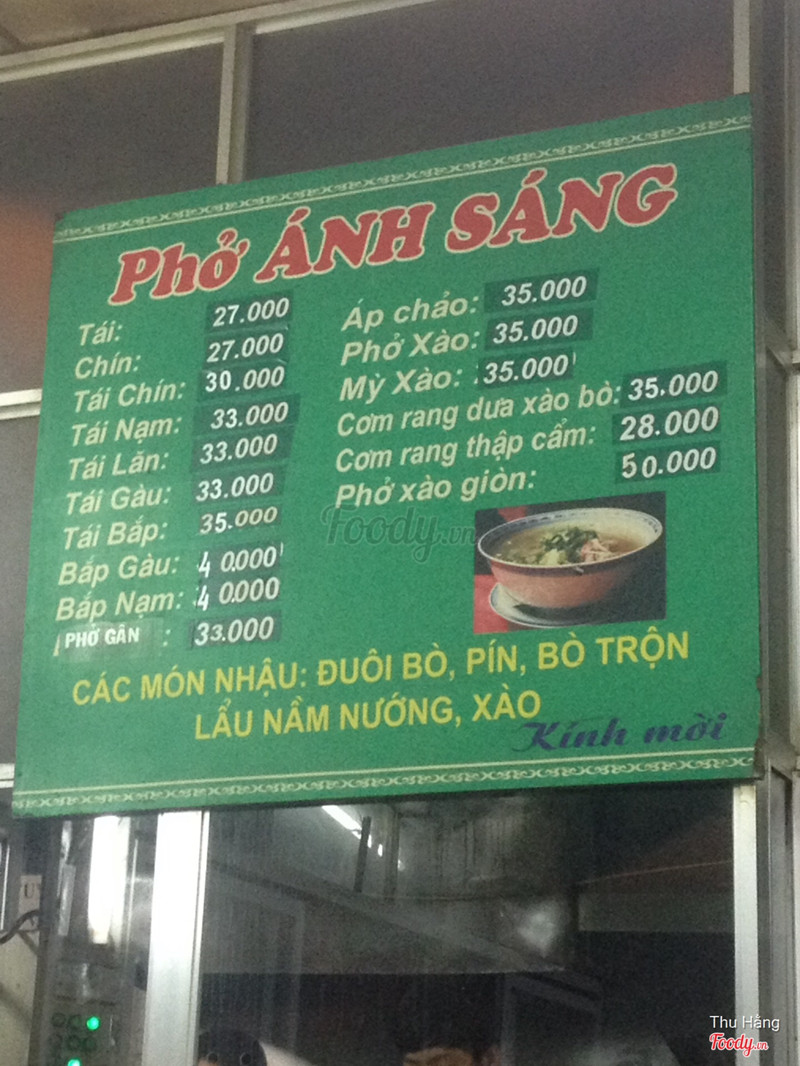 Phở ÁNH SÁNG
Tái: 27.000
Chín: 27.000
Tái Chín: 30.000
Tái Nạm: 33.000
Tái Lăn: 33.000
Tái Gàu: 33.000
Tái Bắp: 35.000
Bắp Gàu: 40.000
Bắp Nạm: 40.000
PHỞ GÂN : 33.000
Áp chảo: 35.000
Phở Xào: 35.000
Mỳ Xào: 35.000
Cơm rang dưa xào bò: 35.000
Cơm rang thập cẩm: 28.000
Phở xào giòn: 50.000
Foody.vn
CÁC MÓN NHẬU: ĐUÔI BÒ, PÍN, BÒ TRỘN
LẨU NẦM NƯỚNG, XÀO
Kính mời
Thu Hằng
Foody.vn